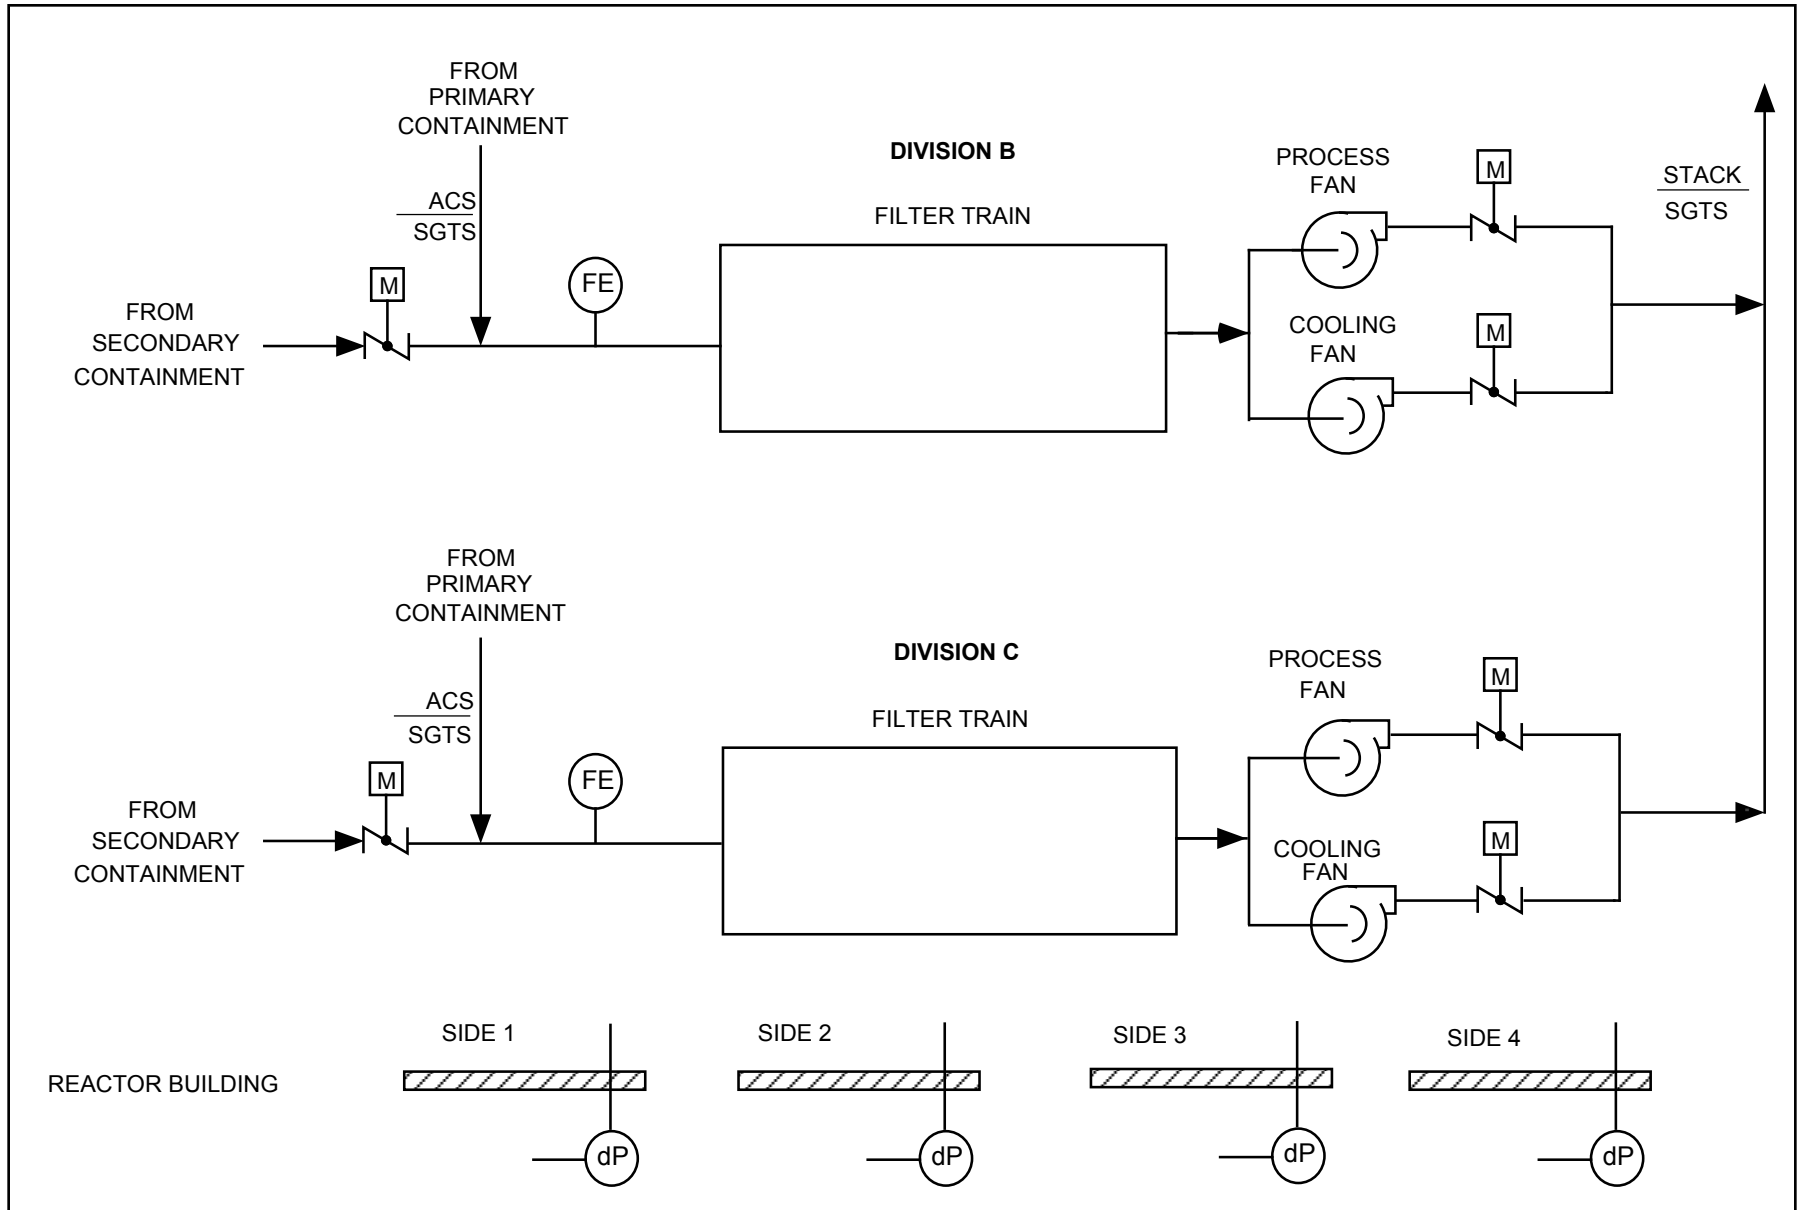 FROM
PRIMARY
CONTAINMENT
DIVISION B
PROCESS
FAN
M
STACK
SGTS
ACS
SGTS
FILTER TRAIN
M
FE
FROM
SECONDARY
CONTAINMENT
COOLING
FAN
M
FROM
PRIMARY
CONTAINMENT
DIVISION C
PROCESS
FAN
M
ACS
SGTS
FILTER TRAIN
M
FE
FROM
SECONDARY
CONTAINMENT
COOLING
FAN
M
REACTOR BUILDING
SIDE 1
dP
SIDE 2
dP
SIDE 3
dP
SIDE 4
dP